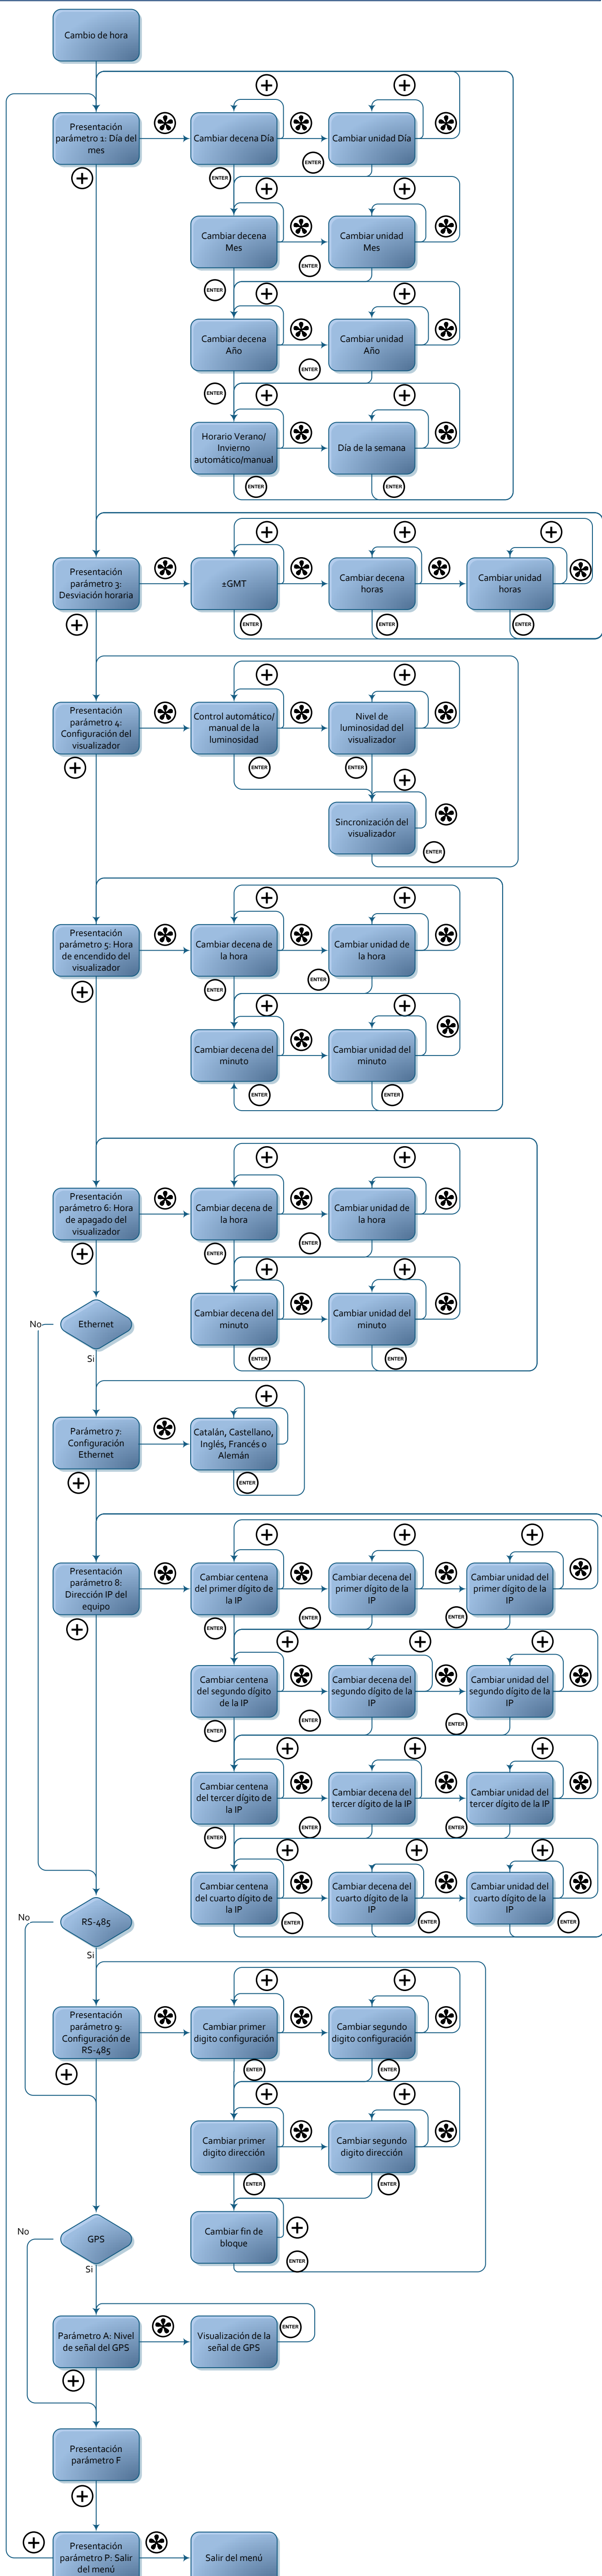 Cambio de hora
Presentación
parámetro 1: Día del
mes
Cambiar decena Día
Cambiar unidad Día
ENTER
ENTER
Cambiar decena
Mes
Cambiar unidad
Mes
ENTER
ENTER
Cambiar decena
Año
Cambiar unidad
Año
ENTER
ENTER
Horario Verano/
Invierno
automático/manual
Día de la semana
ENTER
ENTER
Presentación
parámetro 3:
Desviación horaria
±GMT
Cambiar decena
horas
Cambiar unidad
horas
ENTER
ENTER
ENTER
Presentación
parámetro 4:
Configuración del
visualizador
Control automático/
manual de la
luminosidad
Nivel de
luminosidad del
visualizador
ENTER
ENTER
Sincronización del
visualizador
ENTER
Presentación
parámetro 5: Hora
de encendido del
visualizador
Cambiar decena de
la hora
Cambiar unidad de
la hora
ENTER
ENTER
Cambiar decena del
minuto
Cambiar unidad del
minuto
ENTER
ENTER
Presentación
parámetro 6: Hora
de apagado del
visualizador
Cambiar decena de
la hora
Cambiar unidad de
la hora
ENTER
ENTER
Cambiar decena del
minuto
Cambiar unidad del
minuto
ENTER
ENTER
No
Ethernet
Si
Parámetro 7:
Configuración
Ethernet
Catalán, Castellano,
Inglés, Francés o
Alemán
ENTER
Presentación
parámetro 8:
Dirección IP del
equipo
Cambiar centena
del primer dígito de
la IP
Cambiar decena del
primer dígito de la
IP
Cambiar unidad del
primer dígito de la
IP
ENTER
ENTER
ENTER
Cambiar centena
del segundo dígito
de la IP
Cambiar decena del
segundo dígito de la
IP
Cambiar unidad del
segundo dígito de la
IP
ENTER
ENTER
ENTER
Cambiar centena
del tercer dígito de
la IP
Cambiar decena del
tercer dígito de la IP
Cambiar unidad del
tercer dígito de la IP
ENTER
ENTER
ENTER
Cambiar centena
del cuarto dígito de
la IP
Cambiar decena del
cuarto dígito de la
IP
Cambiar unidad del
cuarto dígito de la
IP
ENTER
ENTER
ENTER
No
RS-485
Si
Presentación
parámetro 9:
Configuración de
RS-485
Cambiar primer
digito configuración
Cambiar segundo
digito configuración
ENTER
ENTER
Cambiar primer
digito dirección
Cambiar segundo
digito dirección
ENTER
ENTER
Cambiar fin de
bloque
ENTER
No
GPS
Si
Parámetro A: Nivel
de señal del GPS
Visualización de la
señal de GPS
ENTER
Presentación
parámetro F
Presentación
parámetro P: Salir
del menú
Salir del menú